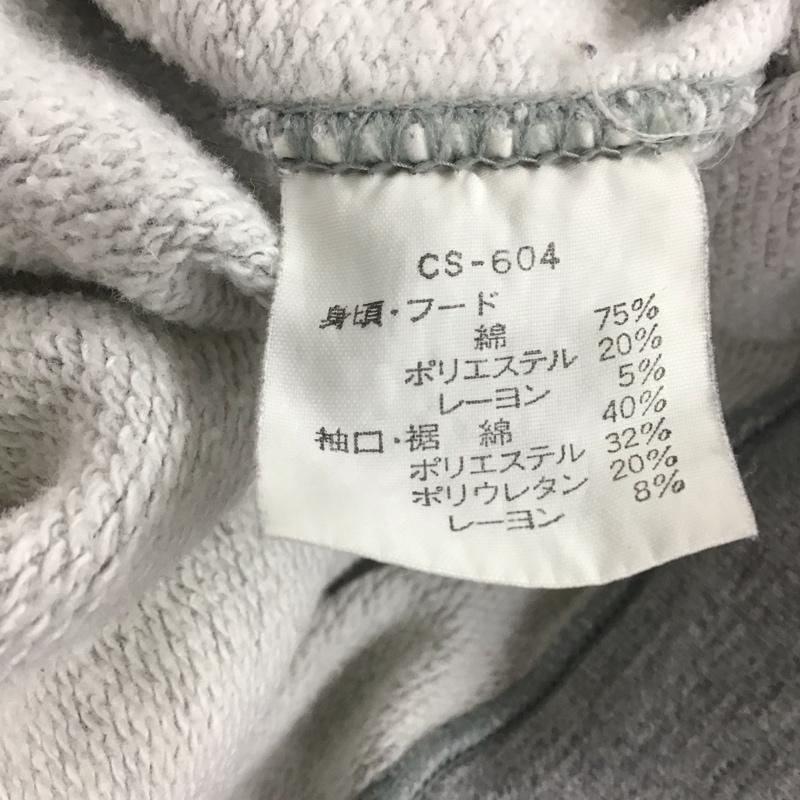 CS-604
身頃・フード
綿 75%
ポリエステル 20%
レーヨン 5%
袖口・裾 綿 40%
ポリエステル 32%
ポリウレタン 20%
レーヨン 8%